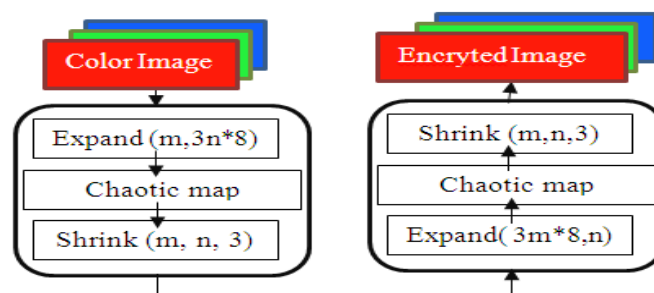 Color Image
Expand (m,3n*8)
Chaotic map
Shrink (m, n, 3)
Encryted Image
Shrink (m,n,3)
Chaotic map
Expand( 3m*8,n)